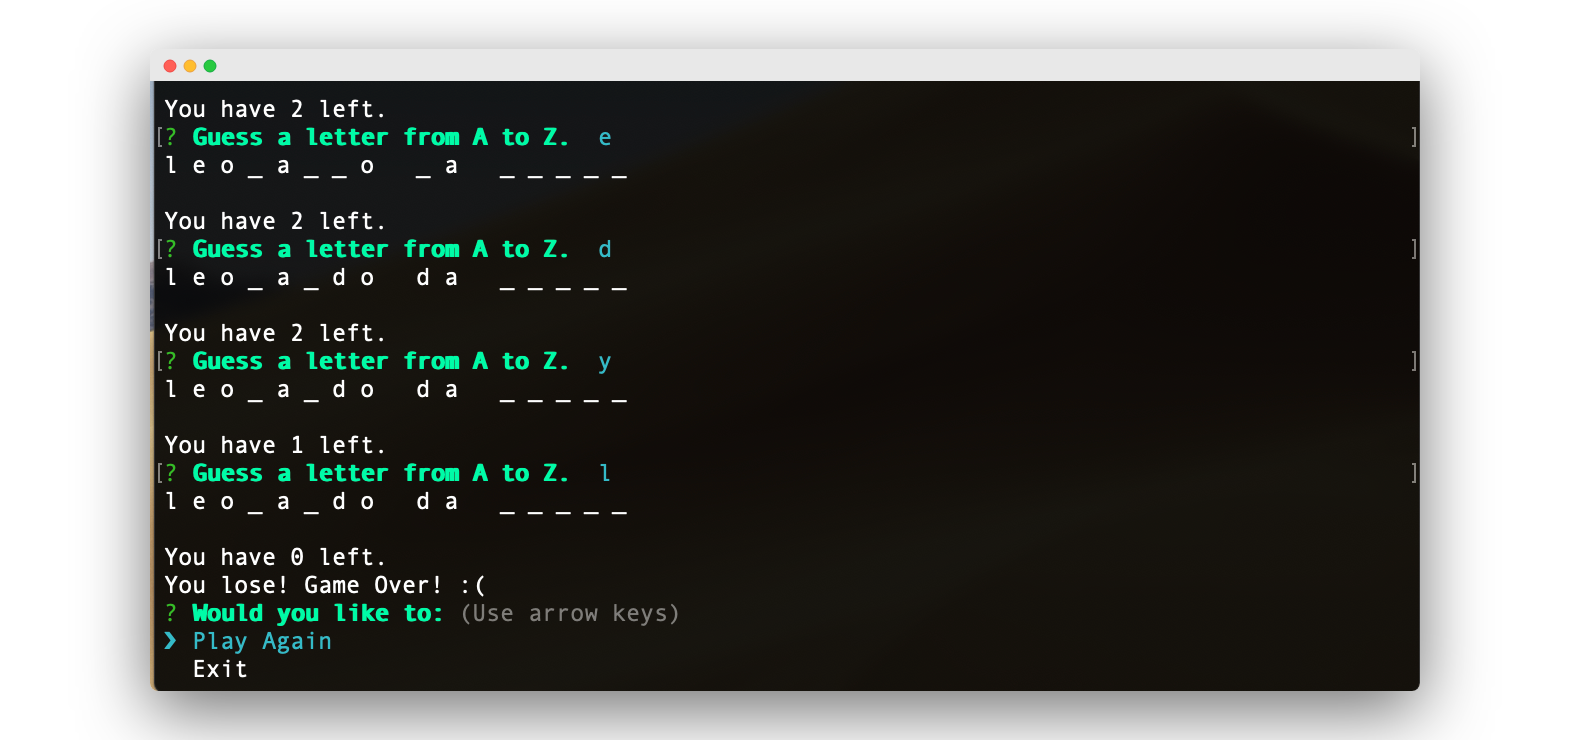 You have 2 left.
[? Guess a letter from A to Z.  e ]
l e o _ a _ _ o   _ a   _ _ _ _ _
You have 2 left.
[? Guess a letter from A to Z.  d ]
l e o _ a _ d o   d a   _ _ _ _ _
You have 2 left.
[? Guess a letter from A to Z.  y ]
l e o _ a _ d o   d a   _ _ _ _ _
You have 1 left.
[? Guess a letter from A to Z.  l ]
l e o _ a _ d o   d a   _ _ _ _ _
You have 0 left.
You lose! Game Over! :(
? Would you like to: (Use arrow keys)
❯ Play Again
Exit